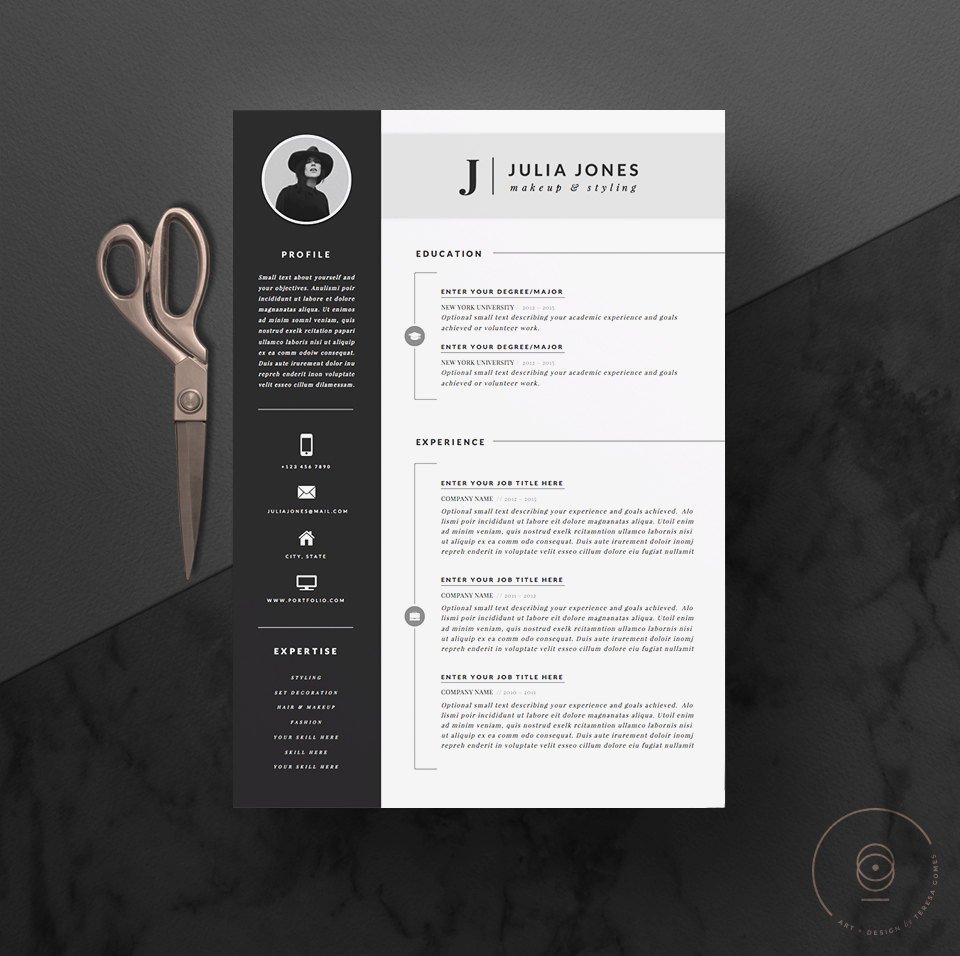 J
JULIA JONES
makeup & styling
PROFILE
Small text about yourself and
your objectives. Anulismi poir
incididunt ut labore et dolore
magnanatas aliqua. Ut enimos
ad minim somni veniam, quis
nostrud exelk rcitation papari
ullamco laboris nisi ut aliquip
ex ea comm odoiw consequat.
Duis aute irurement dolor inu
repreh enderit inon voluptate
velit esseo cillum dilamessam.
+123 456 7890
JULIAJONES@MAIL.COM
CITY, STATE
WWW.PORTFOLIO.COM
EXPERTISE
STYLING
SET DECORATION
HAIR & MAKEUP
FASHION
YOUR SKILL HERE
SKILL HERE
YOUR SKILL HERE
EDUCATION
ENTER YOUR DEGREE/MAJOR
NEW YORK UNIVERSITY / 2012 – 2015
Optional small text describing your academic experience and goals
achieved or volunteer work.
ENTER YOUR DEGREE/MAJOR
NEW YORK UNIVERSITY / 2012 – 2015
Optional small text describing your academic experience and goals
achieved or volunteer work.
EXPERIENCE
ENTER YOUR JOB TITLE HERE
COMPANY NAME // 2012 – 2015
Optional small text describing your experience and goals achieved. Alo
lismi poir incididunt ut labore eit dolore magnanatas aliqua. Utoil enim
ad minim veniam, quis nostrud exelk rcitamntion ullamco labornis nisi
ut aliquip ex ea comm odo consequat. Duis aute irurement doloir inomj
repreh enderit in voluptate velit esseo cillum dolore eiu fugiat nullamit
ENTER YOUR JOB TITLE HERE
COMPANY NAME // 2011 – 2012
Optional small text describing your experience and goals achieved. Alo
lismi poir incididunt ut labore eit dolore magnanatas aliqua. Utoil enim
ad minim veniam, quis nostrud exelk rcitamntion ullamco labornis nisi
ut aliquip ex ea comm odo consequat. Duis aute irurement dolor inomj
repreh enderit in voluptate velit esseo cillum dolore eiu fugiat nullamit
ENTER YOUR JOB TITLE HERE
COMPANY NAME // 2010 – 2011
Optional small text describing your experience and goals achieved. Alo
lismi poir incididunt ut labore eit dolore magnanatas aliqua. Utoil enim
ad minim veniam, quis nostrud exelk rcitamntion ullamco labornis nisi
ut aliquip ex ea comm odo consequat. Duis aute irurement dolor inomj
repreh enderit in voluptate velit esseo cillum dolore eiu fugiat nullamit
ART + DESIGN by TERESA GOMES